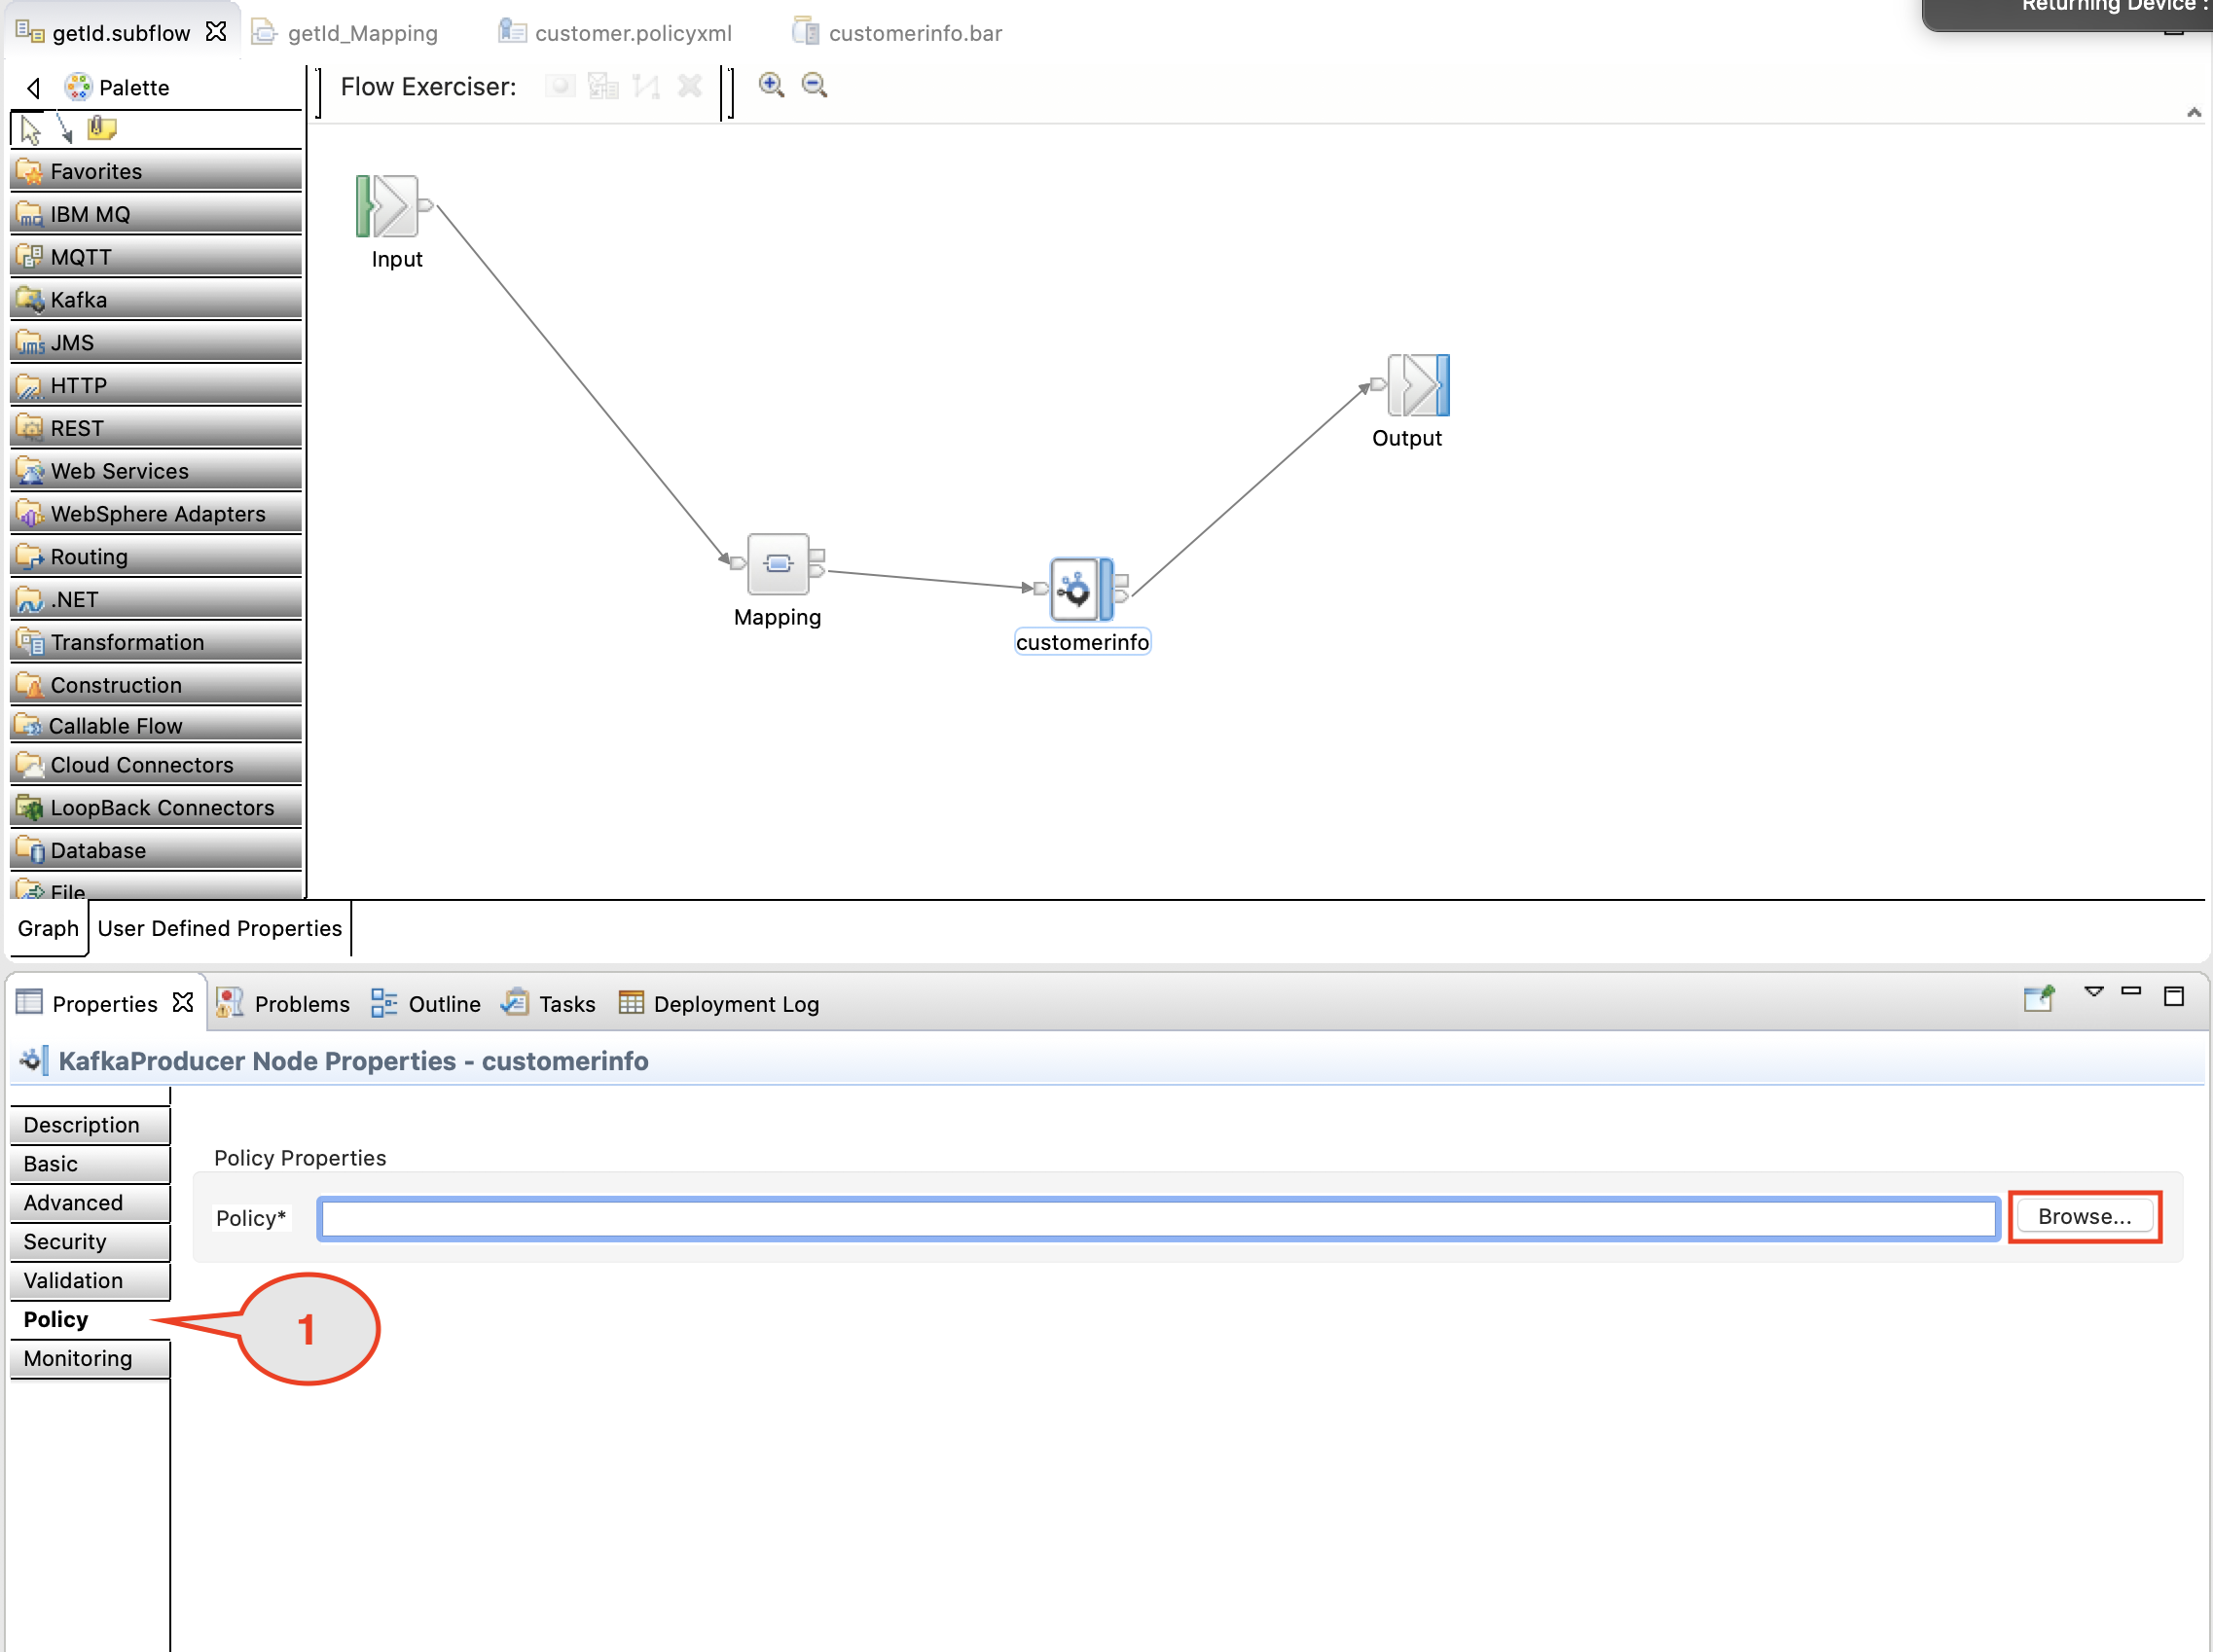 Returning Device :
getId.subflow getId_Mapping customer.policyxml customerinfo.bar
Palette
Flow Exerciser:
Favorites
IBM MQ
MQTT
Kafka
JMS
HTTP
REST
Web Services
WebSphere Adapters
Routing
.NET
Transformation
Construction
Callable Flow
Cloud Connectors
LoopBack Connectors
Database
File
Input
Output
Mapping
customerinfo
Graph User Defined Properties
Properties Problems Outline Tasks Deployment Log
KafkaProducer Node Properties - customerinfo
Description
Basic
Advanced
Security
Validation
Policy
Monitoring
Policy Properties
Policy* Browse...
1